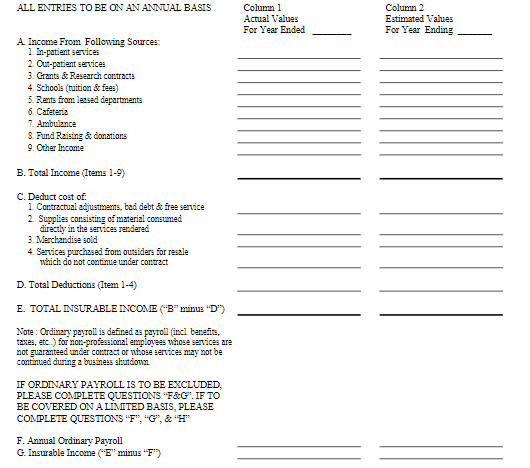 ALL ENTRIES TO BE ON AN ANNUAL BASIS
Column 1
Actual Values
For Year Ended ________
Column 2
Estimated Values
For Year Ending _______
A. Income From Following Sources:
1. In-patient services
2. Out-patient services
3. Grants & Research contracts
4. Schools (tuition & fees)
5. Rents from leased departments
6. Cafeteria
7. Ambulance
8. Fund Raising & donations
9. Other Income
B. Total Income (Items 1-9)
C. Deduct cost of:
1. Contractual adjustments, bad debt & free service
2. Supplies consisting of material consumed
directly in the services rendered
3. Merchandise sold
4. Services purchased from outsiders for resale
which do not continue under contract
D. Total Deductions (Item 1-4)
E. TOTAL INSURABLE INCOME (“B” minus “D”)
Note : Ordinary payroll is defined as payroll (incl. benefits,
taxes, etc..) for non-professional employees whose services are
not guaranteed under contract or whose services may not be
continued during a business shutdown.
IF ORDINARY PAYROLL IS TO BE EXCLUDED,
PLEASE COMPLETE QUESTIONS “F&G”. IF TO
BE COVERED ON A LIMITED BASIS, PLEASE
COMPLETE QUESTIONS “F”, “G”, & “H”
F. Annual Ordinary Payroll
G. Insurable Income (“E” minus “F”)